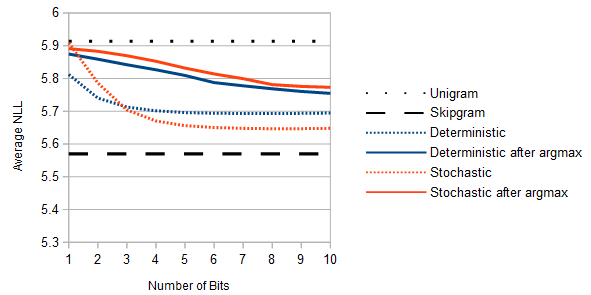 6
5.9
5.8
5.7
5.6
5.5
5.4
5.3
Average NLL
1 2 3 4 5 6 7 8 9 10
Number of Bits
Unigram
Skipgram
Deterministic
Deterministic after argmax
Stochastic
Stochastic after argmax